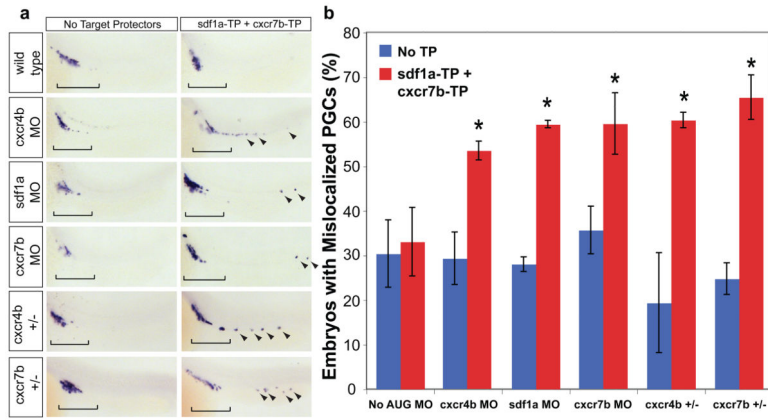 a
No Target Protectors
sdf1a-TP + cxcr7b-TP
wild
type
cxcr4b
MO
sdf1a
MO
cxcr7b
MO
cxcr4b
+/-
cxcr7b
+/-
b
Embryos with Mislocalized PGCs (%)
80
70
60
50
40
30
20
10
0
No TP
sdf1a-TP +
cxcr7b-TP
*
*
*
*
*
No AUG MO
cxcr4b MO
sdf1a MO
cxcr7b MO
cxcr4b +/-
cxcr7b +/-